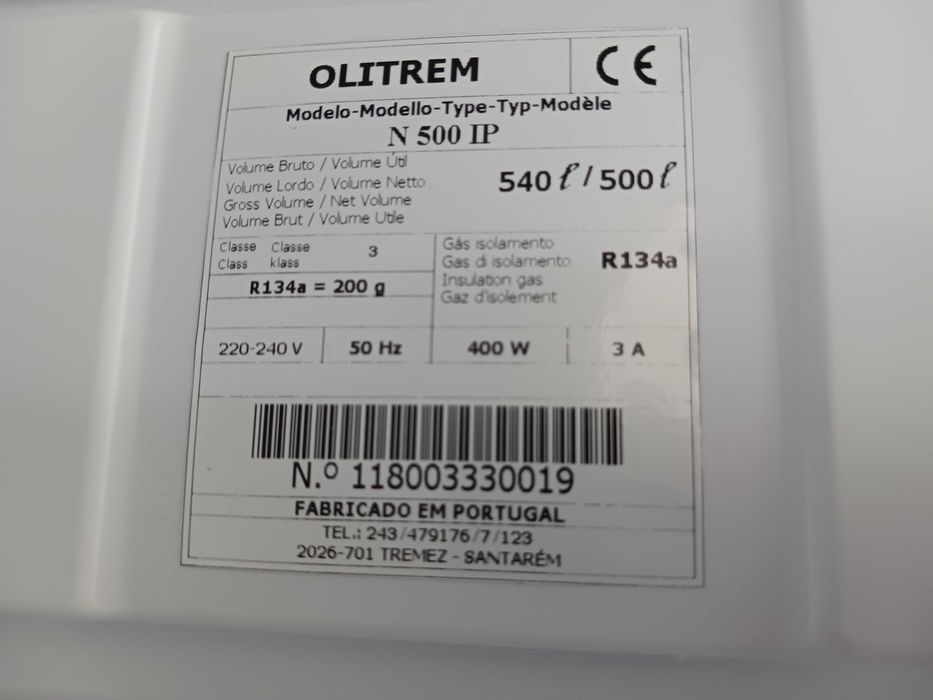 OLITREM
CE
Modelo-Modello-Type-Typ-Modèle
N 500 IP
Volume Bruto / Volume Útil
Volume Lordo / Volume Netto
Gross Volume / Net Volume
Volume Brut / Volume Utile
540 ℓ / 500 ℓ
Classe Classe
Class klass
3
R134a = 200 g
Gás isolamento
Gas di isolamento
Insulation gas
Gaz d'isolement
R134a
220-240 V
50 Hz
400 W
3 A
N.º 118003330019
FABRICADO EM PORTUGAL
TEL.: 243/479176/7/123
2026-701 TREMEZ - SANTARÉM